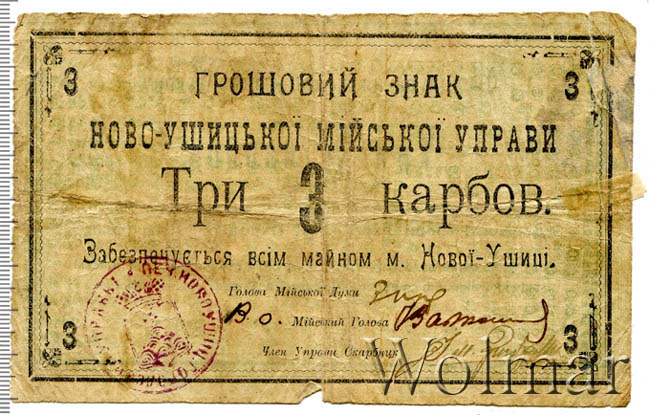 3 3
ГРОШОВИЙ ЗНАК
НОВО-УШИЦЬКОЇ МІЙСЬКОЇ УПРАВИ
Три 3 карбов.
Забезпечується всім майном м. Нової-Ушиці.
Голова Мійської Думи
В. о. Мійський Голова
Член Управи Скарбник
3 3
Wolmar